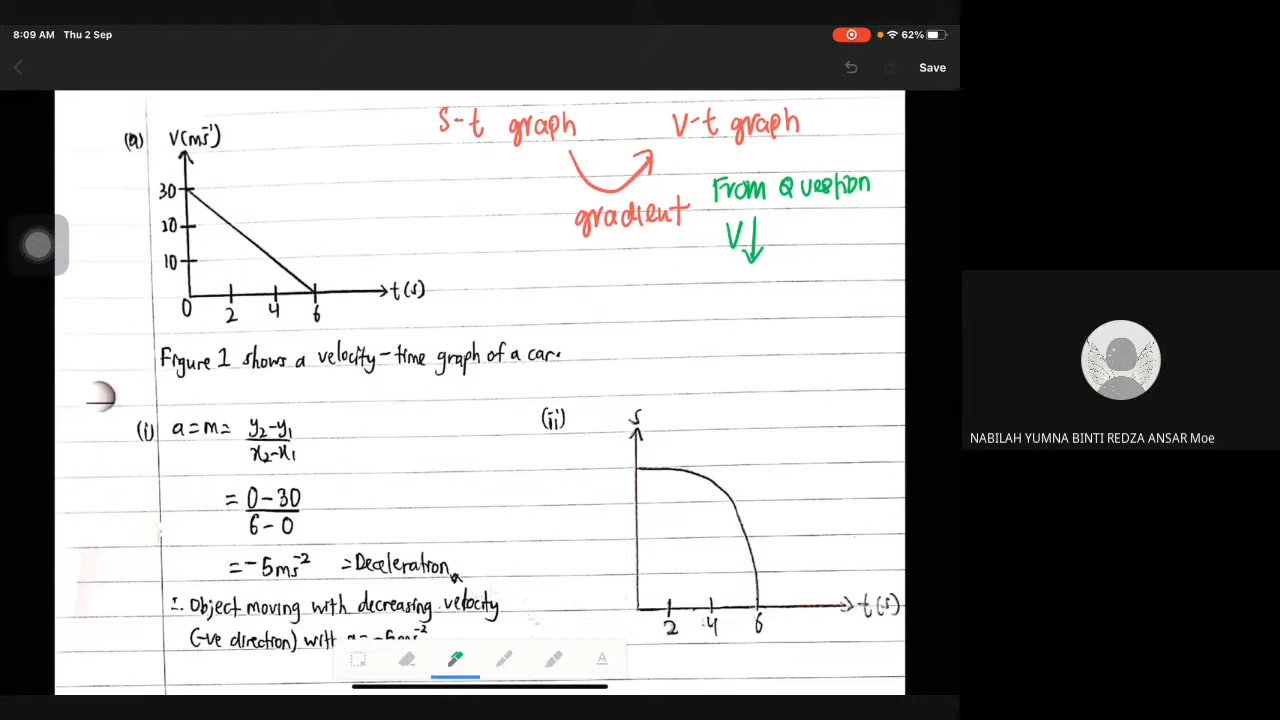 8:09 AM Thu 2 Sep
62%
Save
S-t graph
V-t graph
gradient
From Question
V↓
(a) V(ms⁻¹)
30
10
10
0
2
4
6
t(s)
Figure 1 shows a velocity-time graph of a car.
(i) a = m = y₂-y₁ / x₂-x₁
= 0-30 / 6-0
= -5ms⁻² = Deceleration
∴ Object moving with decreasing velocity
(-ve direction) with a = -5ms⁻²
(ii)
s
2
4
6
t(s)
A
NABILAH YUMNA BINTI REDZA ANSAR Moe